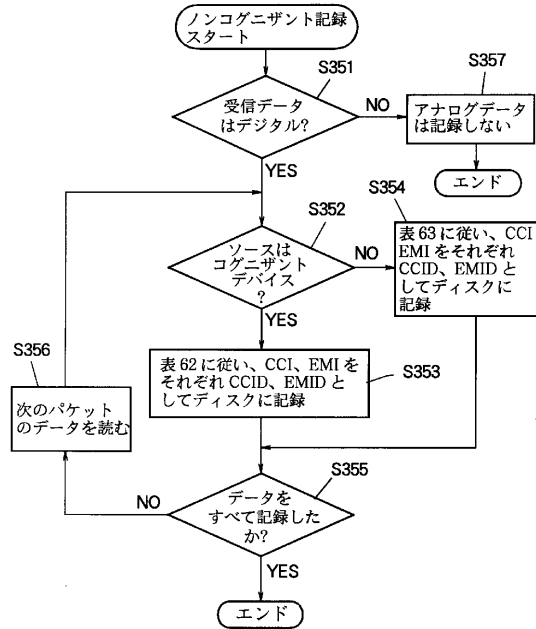 ノンコグニザント記録
スタート
S351
受信データ
はデジタル?
NO
YES
S357
アナログデータ
は記録しない
エンド
S352
ソースは
コグニザント
デバイス
?
NO
YES
S354
表 63 に従い、CCI
EMI をそれぞれ
CCID、EMID と
してディスクに
記録
S353
表 62 に従い、CCI、EMI を
それぞれ CCID、EMID と
してディスクに記録
S356
次のパケット
のデータを読む
S355
データを
すべて記録した
か?
NO
YES
エンド